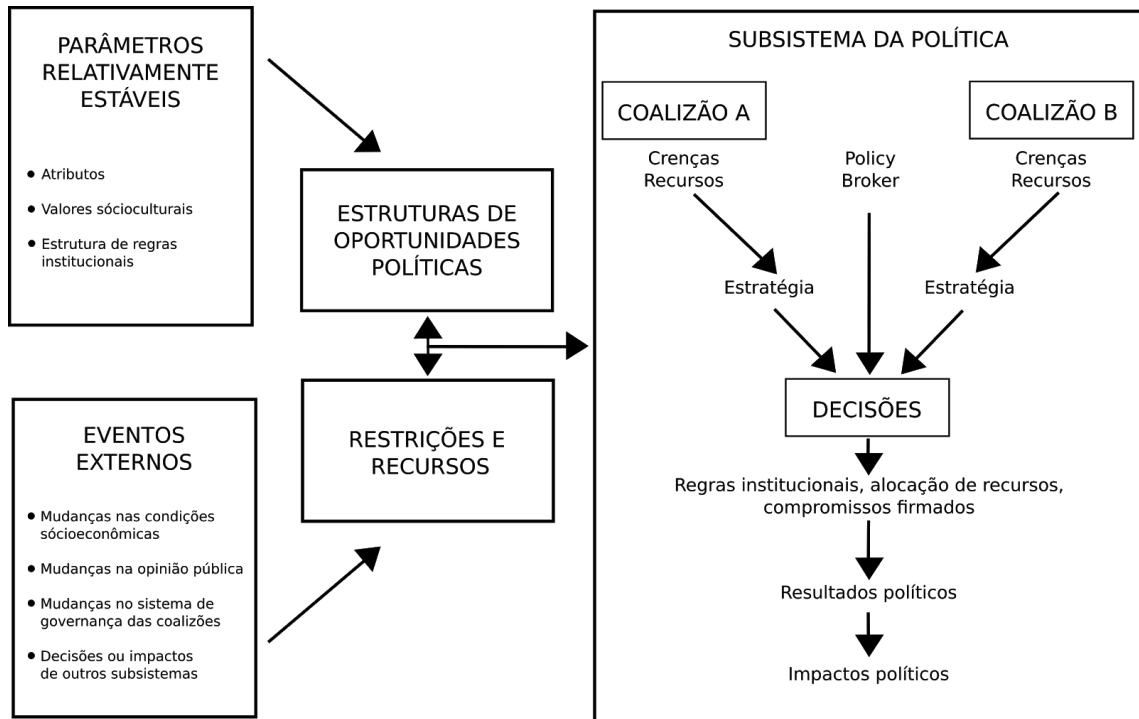 PARÂMETROS
RELATIVAMENTE
ESTÁVEIS
• Atributos
• Valores sócioculturais
• Estrutura de regras
institucionais
EVENTOS
EXTERNOS
• Mudanças nas condições
sócioeconômicas
• Mudanças na opinião pública
• Mudanças no sistema de
governança das coalizões
• Decisões ou impactos
de outros subsistemas
ESTRUTURAS DE
OPORTUNIDADES
POLÍTICAS
RESTRIÇÕES E
RECURSOS
SUBSISTEMA DA POLÍTICA
COALIZÃO A
Crenças
Recursos
Policy
Broker
COALIZÃO B
Crenças
Recursos
Estratégia
Estratégia
DECISÕES
Regras institucionais, alocação de recursos,
compromissos firmados
Resultados políticos
Impactos políticos